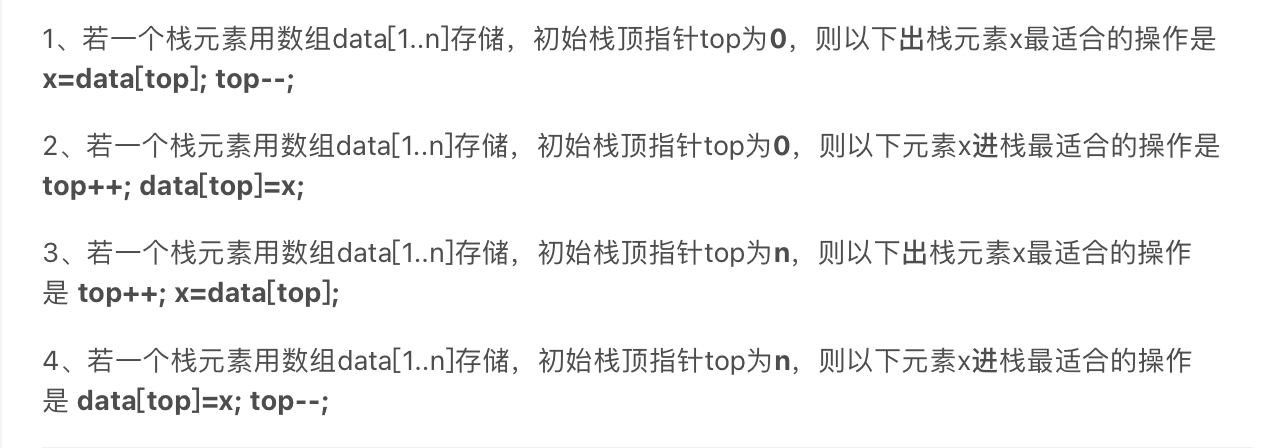 1、若一个栈元素用数组data[1..n]存储，初始栈顶指针top为0，则以下出栈元素x最适合的操作是
x=data[top]; top--;
2、若一个栈元素用数组data[1..n]存储，初始栈顶指针top为0，则以下元素x进栈最适合的操作是
top++; data[top]=x;
3、若一个栈元素用数组data[1..n]存储，初始栈顶指针top为n，则以下出栈元素x最适合的操作
是 top++; x=data[top];
4、若一个栈元素用数组data[1..n]存储，初始栈顶指针top为n，则以下元素x进栈最适合的操作
是 data[top]=x; top--;